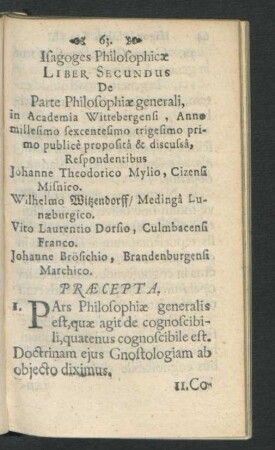 63.
Isagoges Philosophicæ
LIBER SECUNDUS
De
Parte Philosophiæ generali,
in Academia Wittebergensi, Anno
millesimo sexcentesimo trigesimo pri-
mo publicè proposita & discussa,
Respondentibus
Johanne Theodorico Mylio, Cizensi
Misnico.
Wilhelmo Witzendorff/ Medingâ Lu-
næburgico.
Vito Laurentio Dorsio, Culmbacensi
Franco.
Johanne Brösichio, Brandenburgensi
Marchico.
PRÆCEPTA.
I. PArs Philosophiæ generalis
est, quæ agit de cognoscibi-
li, quatenus cognoscibile est.
Doctrinam ejus Gnostologiam ab
objecto diximus.
II. Co-